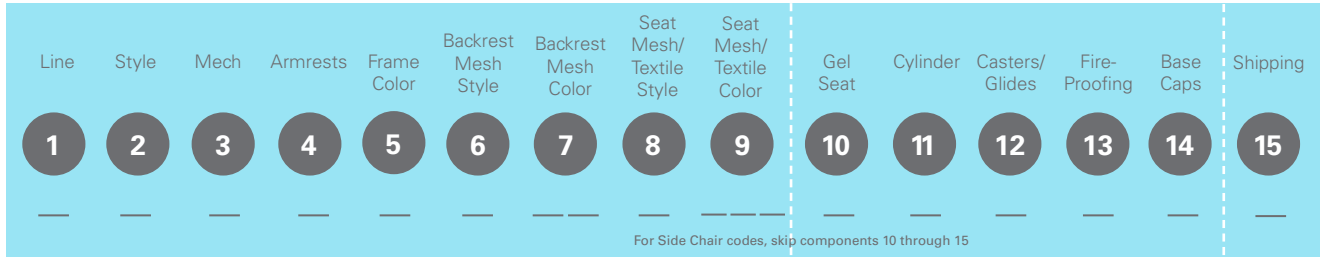 Line
Style
Mech
Armrests
Frame
Color
Backrest
Mesh
Style
Backrest
Mesh
Color
Seat
Mesh/
Textile
Style
Seat
Mesh/
Textile
Color
Gel
Seat
Cylinder
Casters/
Glides
Fire-
Proofing
Base
Caps
Shipping
1 2 3 4 5 6 7 8 9 10 11 12 13 14 15
For Side Chair codes, skip components 10 through 15